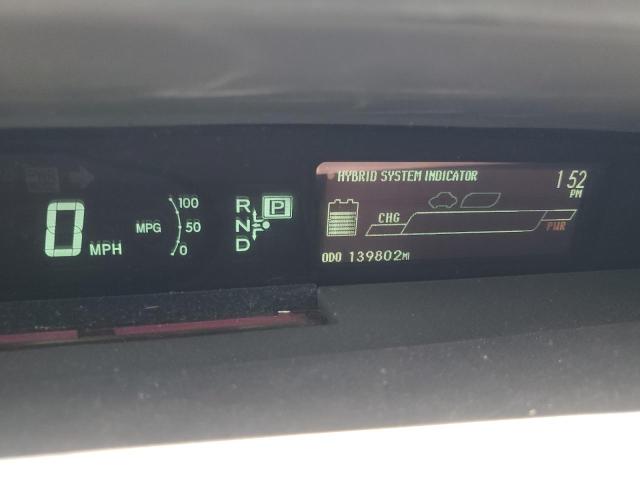 HYBRID SYSTEM INDICATOR
1 52
PM
0 MPH
MPG
100
50
0
R
N
D
P
CHG
PWR
ODO 139802MI